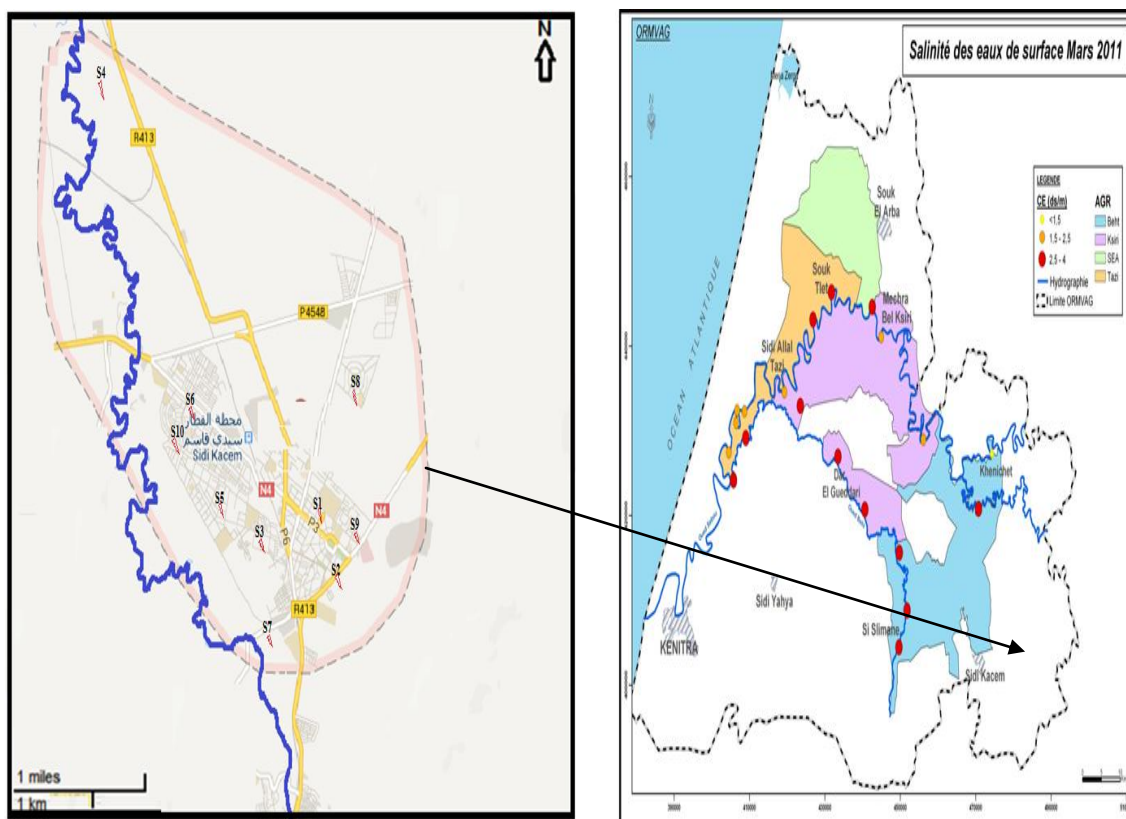 N
S4
R413
P4548
S8
S6
محطة القطار
سيدي قاسم
S10
Sidi Kacem
N4
S5
S1
P3
N4
S3
P6
S9
S2
R413
S7
1 miles
1 km
ORMVAG
Salinité des eaux de surface Mars 2011
LEGENDE
CE (ds/m)
<1,5
1,5 - 2,5
2,5 - 4
Hydrographie
Limite ORMVAG
AGR
Beht
Ksiri
SEA
Tazi
OCEAN ATLANTIQUE
Souk
El Arba
Souk
Tlet
Meshra
Bel Ksiri
Sidi Allal
Tazi
Khenichet
Dar
El Gueddari
Sidi Yahya
Si Slimane
KENITRA
Sidi Kacem